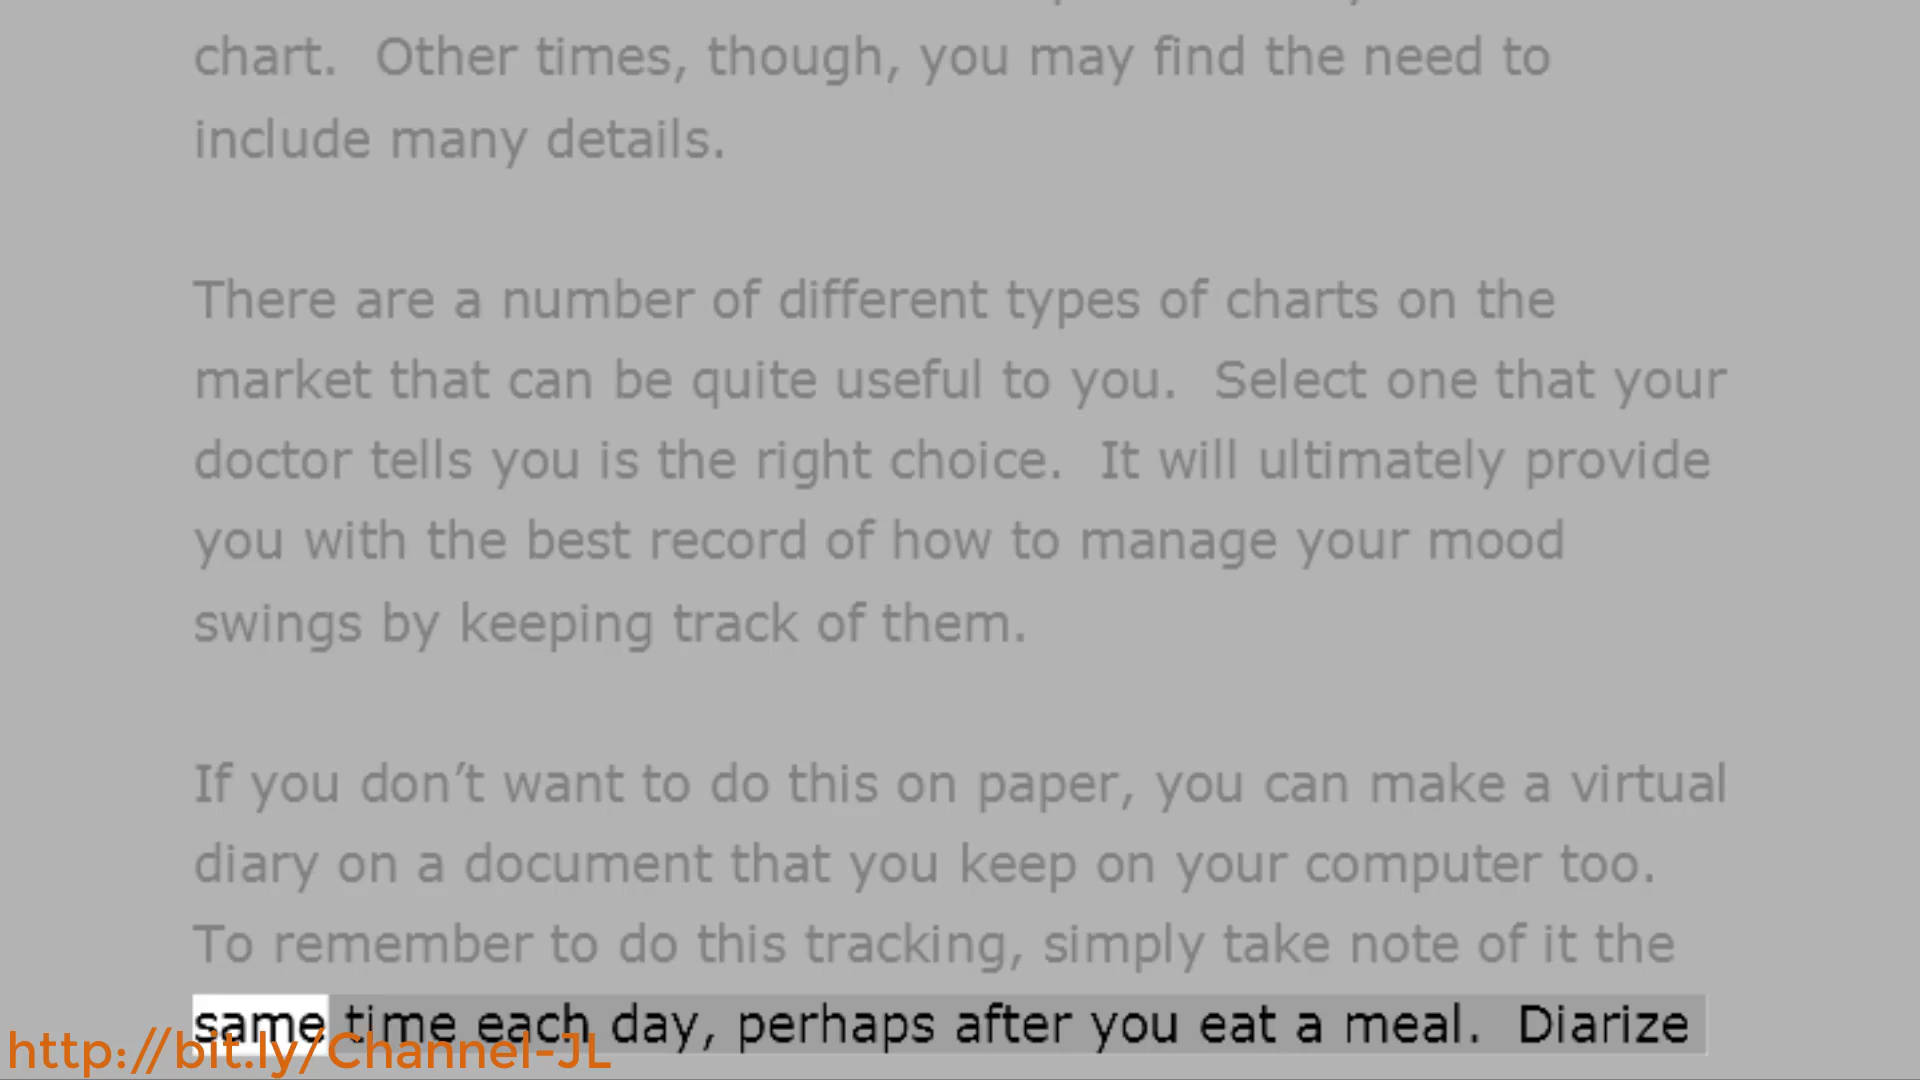 chart.  Other times, though, you may find the need to
include many details.
There are a number of different types of charts on the
market that can be quite useful to you.  Select one that your
doctor tells you is the right choice.  It will ultimately provide
you with the best record of how to manage your mood
swings by keeping track of them.
If you don’t want to do this on paper, you can make a virtual
diary on a document that you keep on your computer too.
To remember to do this tracking, simply take note of it the
same time each day, perhaps after you eat a meal.  Diarize
http://bit.ly/Channel-JL